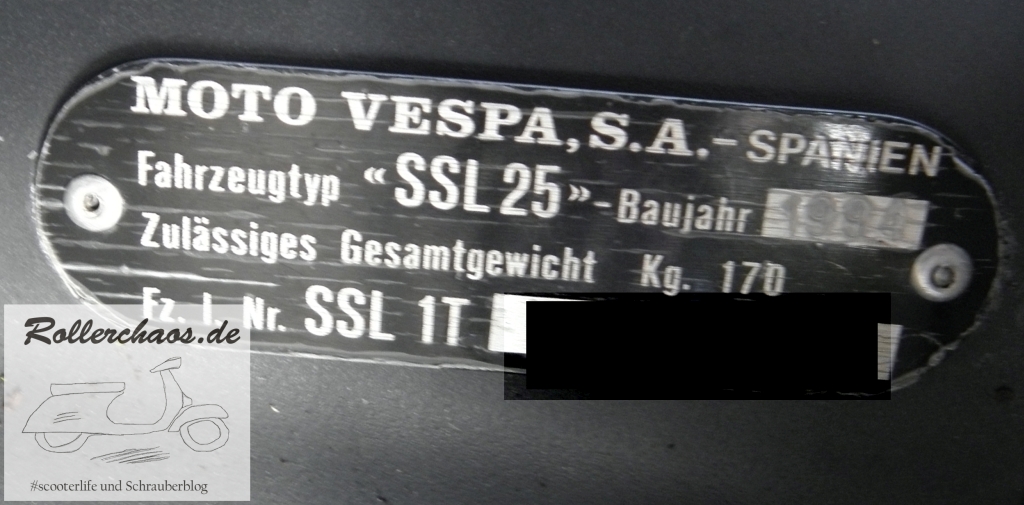 MOTO VESPA, S.A. - SPANIEN
Fahrzeugtyp «SSL 25» - Baujahr 1994
Zulässiges Gesamtgewicht Kg. 170
Fz. I. Nr. SSL 1T
Rollerchaos.de
#scooterlife und Schrauberblog